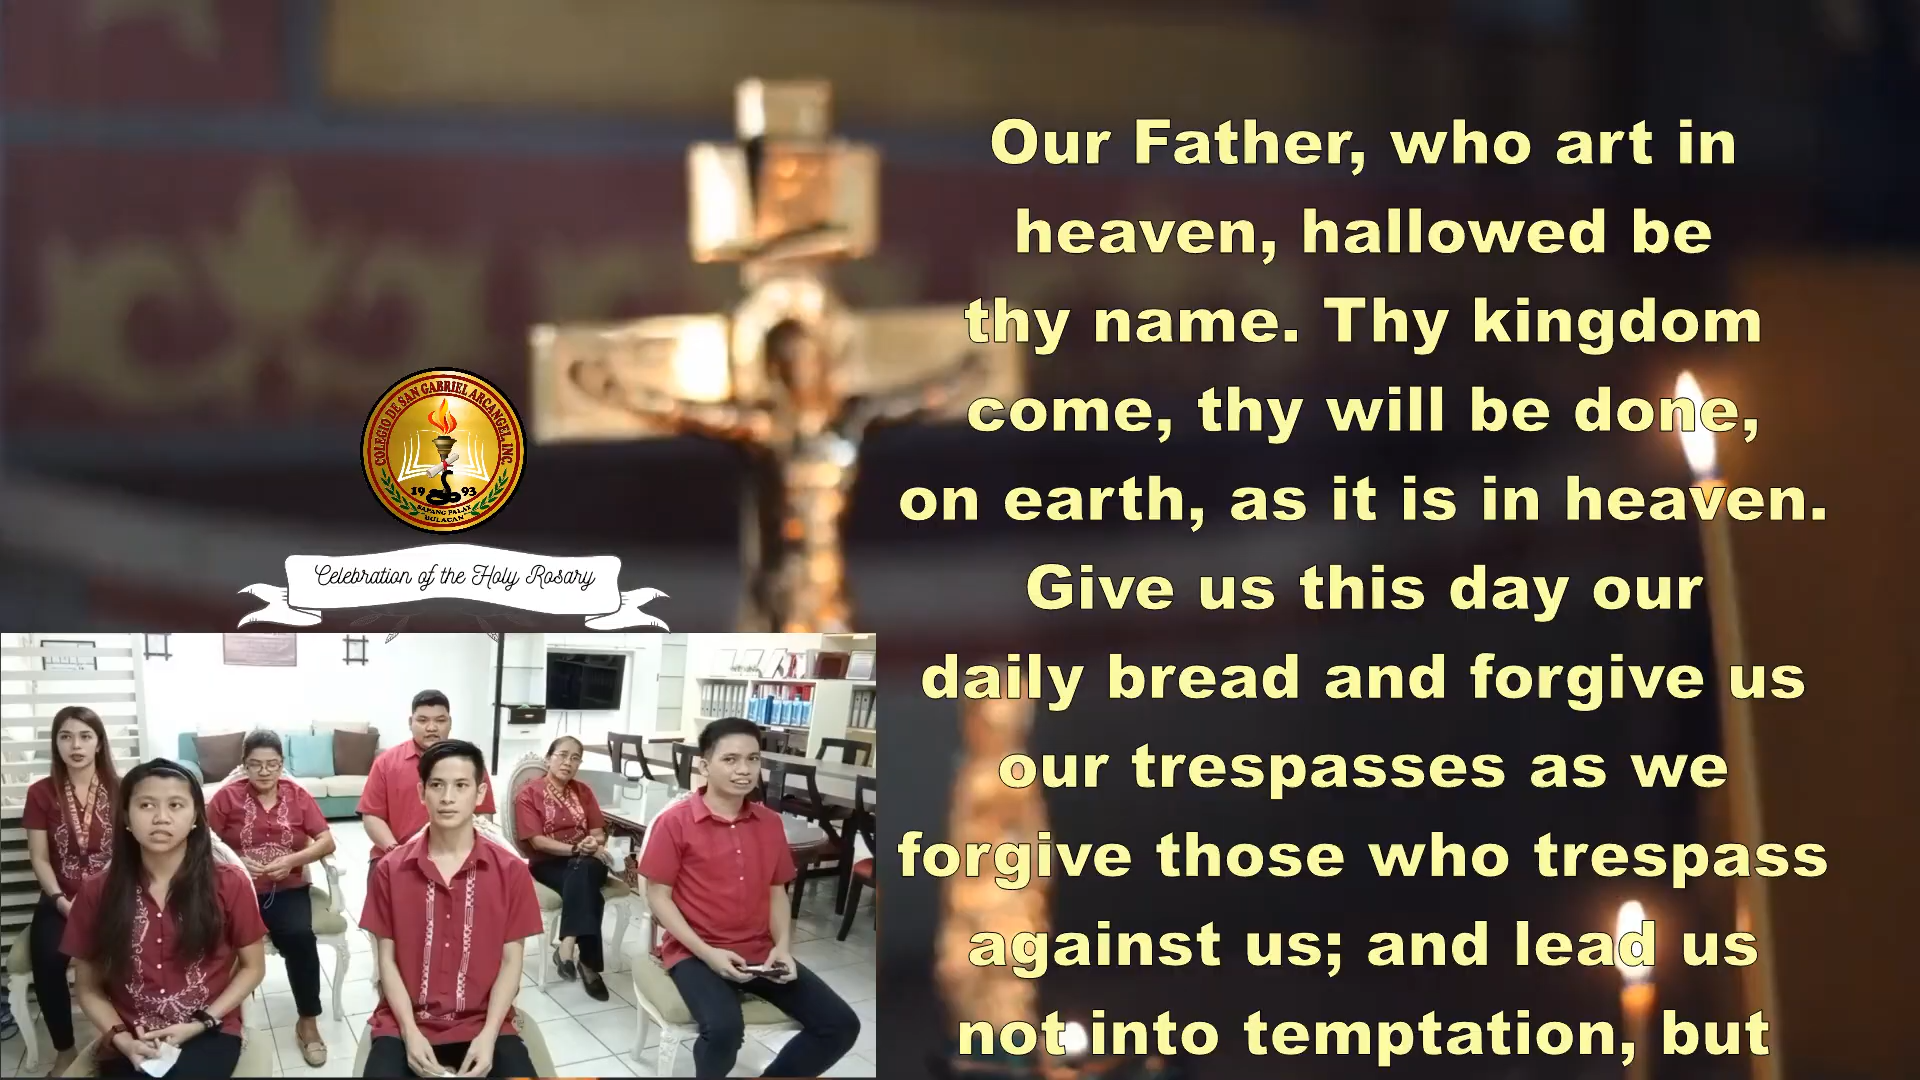 COLEGIO DE SAN GABRIEL ARCANGEL, INC.
19 93
SAPANG PALAY
BULACAN
Celebration of the Holy Rosary
Our Father, who art in
heaven, hallowed be
thy name. Thy kingdom
come, thy will be done,
on earth, as it is in heaven.
Give us this day our
daily bread and forgive us
our trespasses as we
forgive those who trespass
against us; and lead us
not into temptation, but